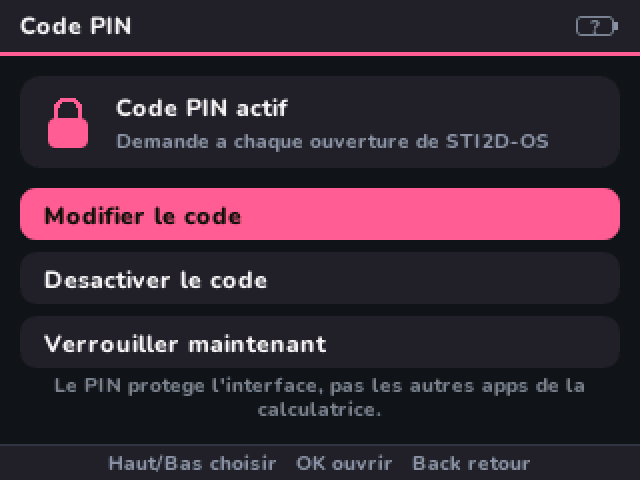 Code PIN
?
Code PIN actif
Demande a chaque ouverture de STI2D-OS
Modifier le code
Desactiver le code
Verrouiller maintenant
Le PIN protege l'interface, pas les autres apps de la
calculatrice.
Haut/Bas choisir OK ouvrir Back retour